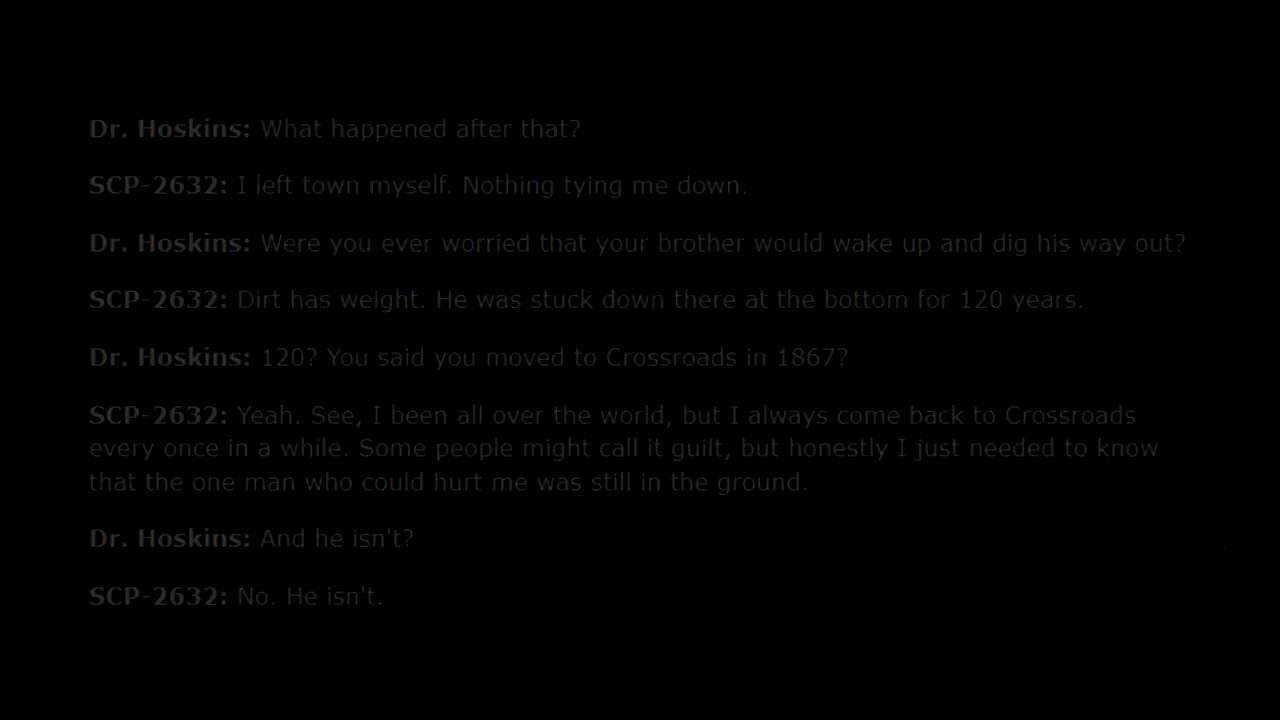 Dr. Hoskins: What happened after that?
SCP-2632: I left town myself. Nothing tying me down.
Dr. Hoskins: Were you ever worried that your brother would wake up and dig his way out?
SCP-2632: Dirt has weight. He was stuck down there at the bottom for 120 years.
Dr. Hoskins: 120? You said you moved to Crossroads in 1867?
SCP-2632: Yeah. See, I been all over the world, but I always come back to Crossroads
every once in a while. Some people might call it guilt, but honestly I just needed to know
that the one man who could hurt me was still in the ground.
Dr. Hoskins: And he isn't?
SCP-2632: No. He isn't.